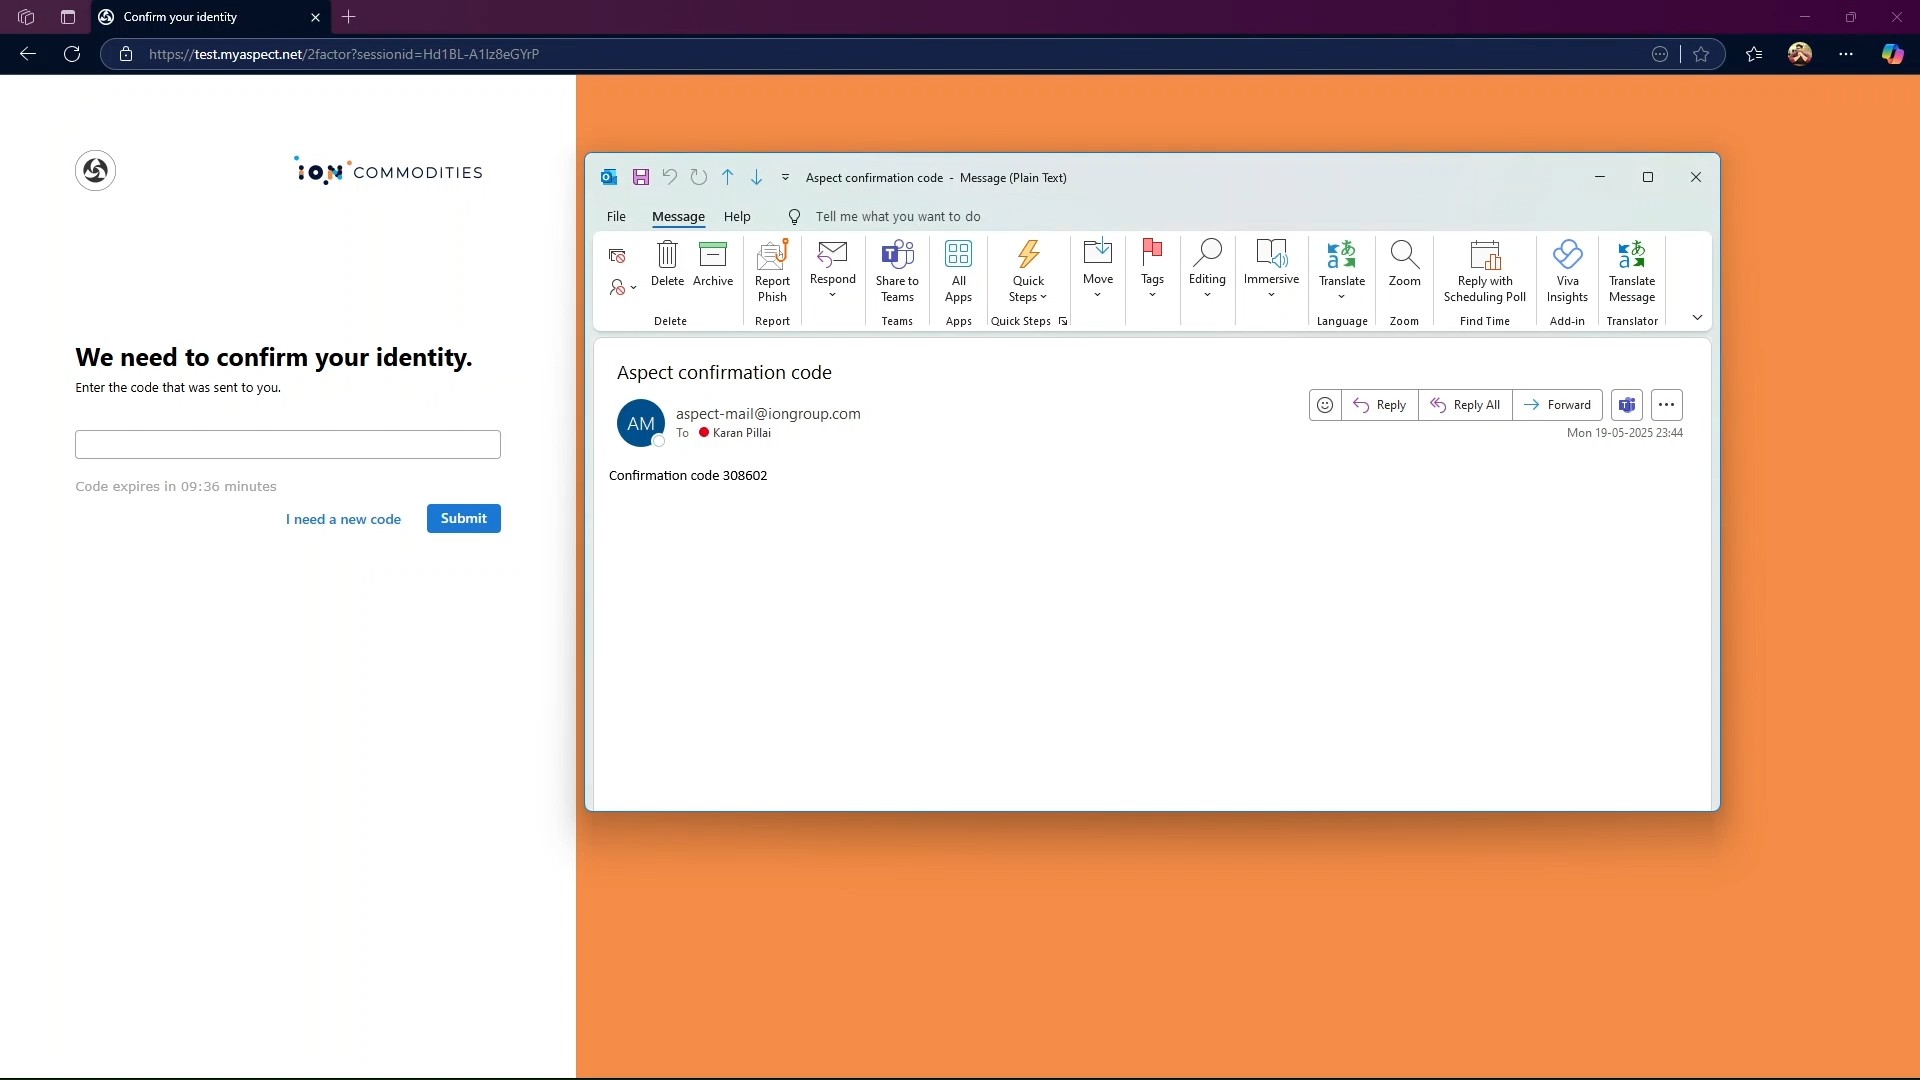 Confirm your identity
https://test.myaspect.net/2factor?sessionid=Hd1BL-A1Iz8eGYrP
ION COMMODITIES
We need to confirm your identity.
Enter the code that was sent to you.
Code expires in 09:36 minutes
I need a new code
Submit
Aspect confirmation code - Message (Plain Text)
File Message Help Tell me what you want to do
Delete Archive Report Phish Respond Share to Teams All Apps Quick Steps Move Tags Editing Immersive Translate Zoom Reply with Scheduling Poll Viva Insights Translate Message
Delete Report Teams Apps Quick Steps Language Zoom Find Time Add-in Translator
Aspect confirmation code
AM
aspect-mail@iongroup.com
To Karan Pillai
Reply Reply All Forward
Mon 19-05-2025 23:44
Confirmation code 308602